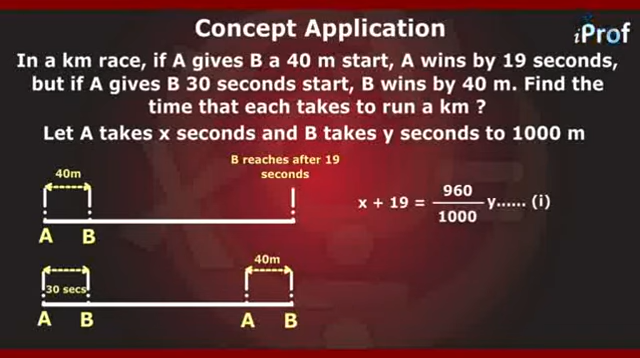 Concept Application
iProf
In a km race, if A gives B a 40 m start, A wins by 19 seconds,
but if A gives B 30 seconds start, B wins by 40 m. Find the
time that each takes to run a km ?
Let A takes x seconds and B takes y seconds to 1000 m
40m
B reaches after 19
seconds
x + 19 = 960/1000 y...... (i)
A B
40m
30 secs
A B A B